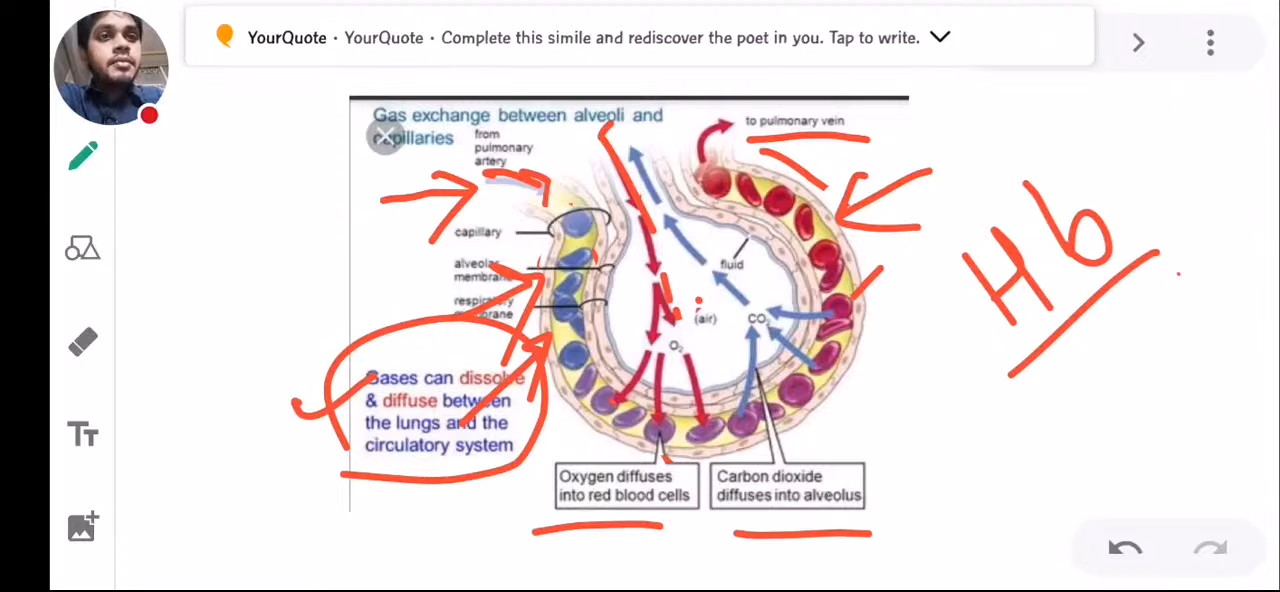 YourQuote · YourQuote · Complete this simile and rediscover the poet in you. Tap to write.
Gas exchange between alveoli and
capillaries
from
pulmonary
artery
to pulmonary vein
capillary
alveolar
membrane
respiratory
membrane
fluid
(air)
CO2
O2
Gases can dissolve
& diffuse between
the lungs and the
circulatory system
Oxygen diffuses
into red blood cells
Carbon dioxide
diffuses into alveolus
Hb
Tт